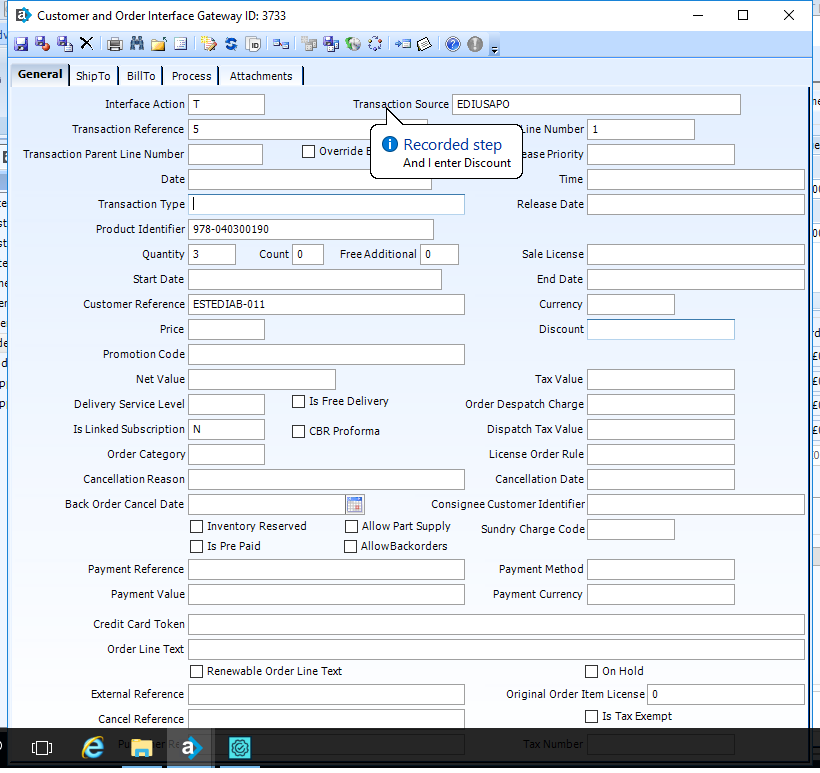 Customer and Order Interface Gateway ID: 3733
General ShipTo BillTo Process Attachments
Interface Action T Transaction Source EDIUSAPO
Transaction Reference 5 Line Number 1
Transaction Parent Line Number Override
Recorded step
And I enter Discount
Date Time
Transaction Type Release Date
Product Identifier 978-040300190
Quantity 3 Count 0 Free Additional 0 Sale License
Start Date End Date
Customer Reference ESTEDIAB-011 Currency
Price Discount
Promotion Code
Net Value Tax Value
Delivery Service Level Is Free Delivery Order Despatch Charge
Is Linked Subscription N CBR Proforma Dispatch Tax Value
Order Category License Order Rule
Cancellation Reason Cancellation Date
Back Order Cancel Date Consignee Customer Identifier
Inventory Reserved Allow Part Supply Sundry Charge Code
Is Pre Paid AllowBackorders
Payment Reference Payment Method
Payment Value Payment Currency
Credit Card Token
Order Line Text
Renewable Order Line Text On Hold
External Reference Original Order Item License 0
Cancel Reference Is Tax Exempt
Tax Number